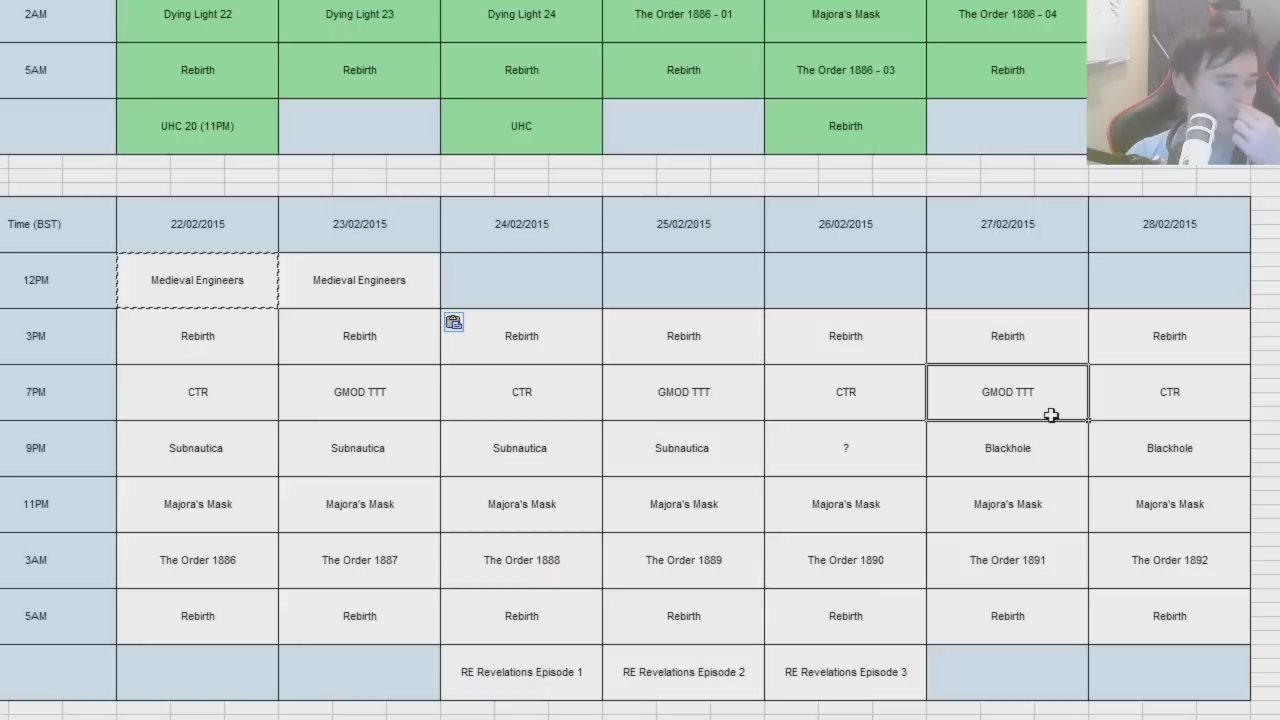 2AM Dying Light 22 Dying Light 23 Dying Light 24 The Order 1886 - 01 Majora's Mask The Order 1886 - 04
5AM Rebirth Rebirth Rebirth Rebirth The Order 1886 - 03 Rebirth
UHC 20 (11PM) UHC Rebirth
Time (BST) 22/02/2015 23/02/2015 24/02/2015 25/02/2015 26/02/2015 27/02/2015 28/02/2015
12PM Medieval Engineers Medieval Engineers
3PM Rebirth Rebirth Rebirth Rebirth Rebirth Rebirth Rebirth
7PM CTR GMOD TTT CTR GMOD TTT CTR GMOD TTT CTR
9PM Subnautica Subnautica Subnautica Subnautica ? Blackhole Blackhole
11PM Majora's Mask Majora's Mask Majora's Mask Majora's Mask Majora's Mask Majora's Mask Majora's Mask
3AM The Order 1886 The Order 1887 The Order 1888 The Order 1889 The Order 1890 The Order 1891 The Order 1892
5AM Rebirth Rebirth Rebirth Rebirth Rebirth Rebirth Rebirth
RE Revelations Episode 1 RE Revelations Episode 2 RE Revelations Episode 3